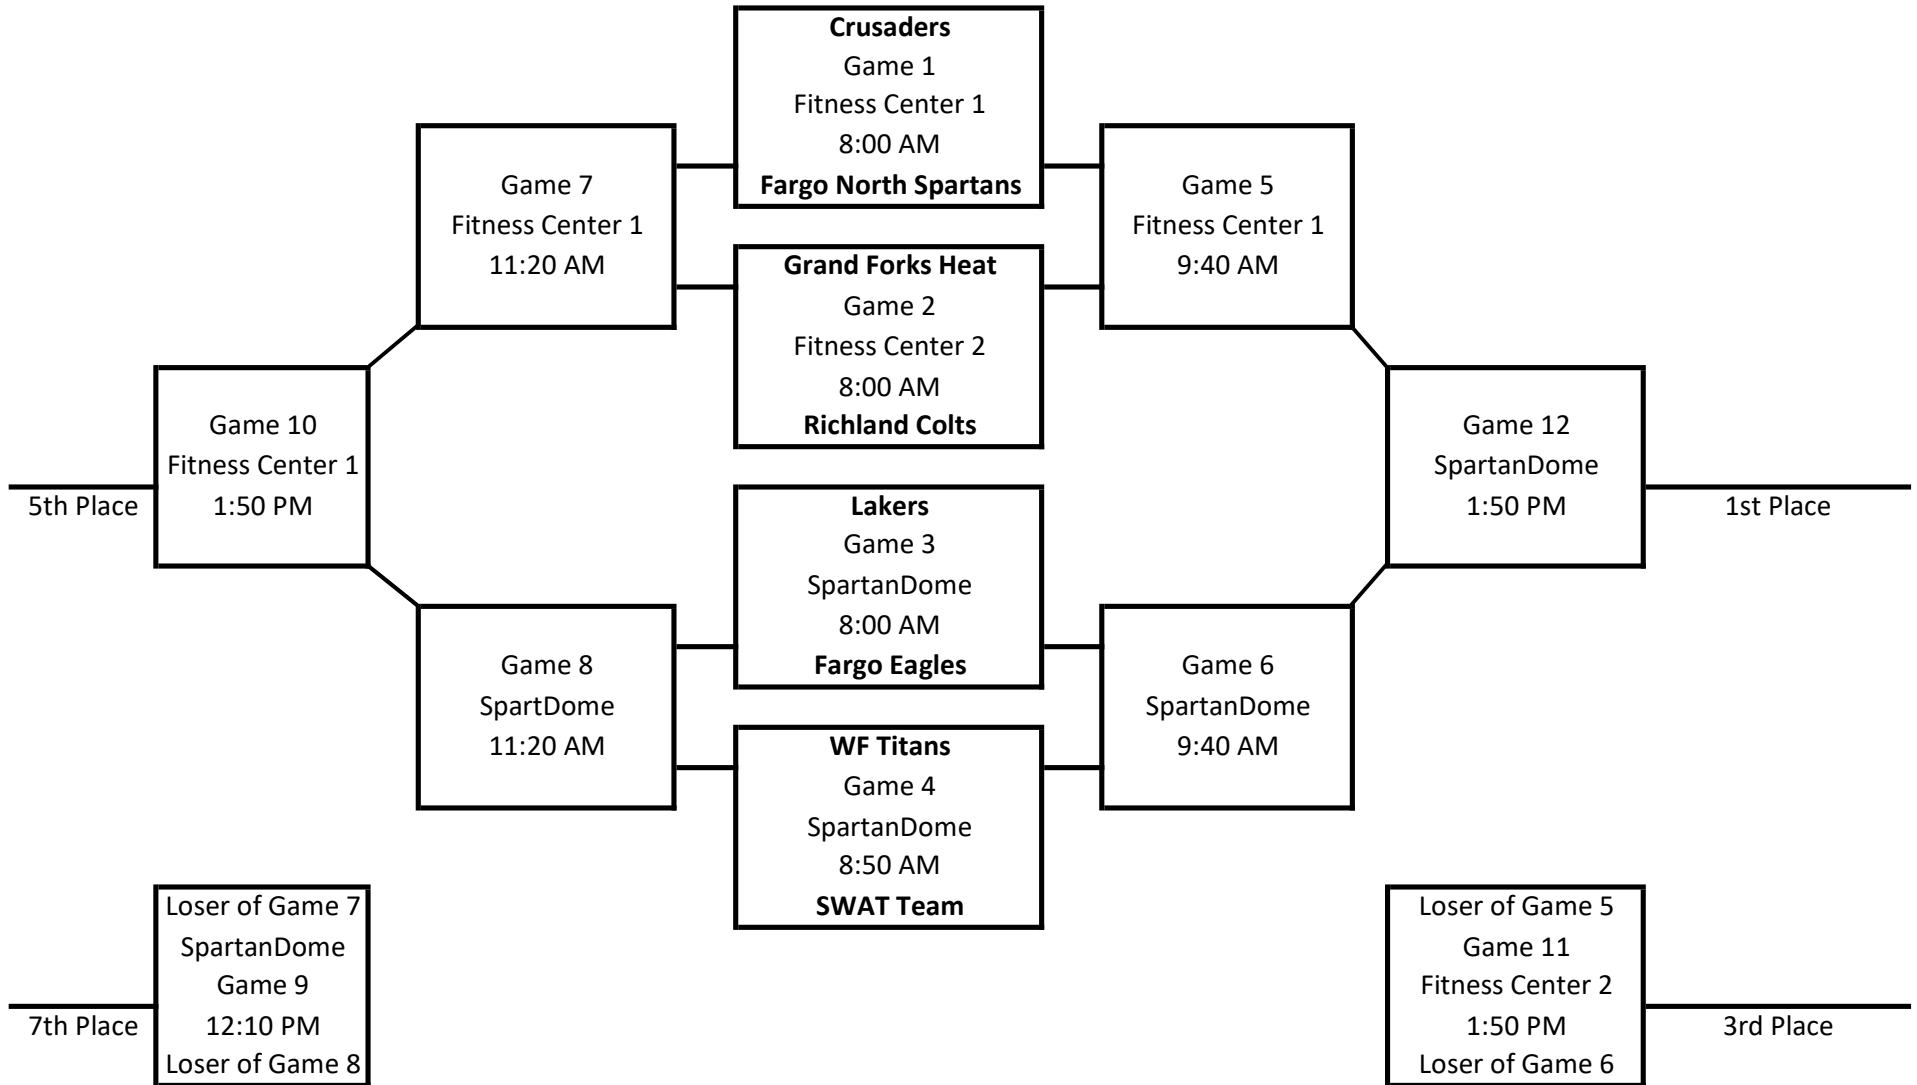 Crusaders
Game 1
Fitness Center 1
8:00 AM
Fargo North Spartans
Game 7
Fitness Center 1
11:20 AM
Game 5
Fitness Center 1
9:40 AM
Grand Forks Heat
Game 2
Fitness Center 2
8:00 AM
Richland Colts
Game 10
Fitness Center 1
1:50 PM
5th Place
Game 12
SpartanDome
1:50 PM
1st Place
Lakers
Game 3
SpartanDome
8:00 AM
Fargo Eagles
Game 8
SpartDome
11:20 AM
Game 6
SpartanDome
9:40 AM
WF Titans
Game 4
SpartanDome
8:50 AM
SWAT Team
Loser of Game 7
SpartanDome
Game 9
12:10 PM
Loser of Game 8
7th Place
Loser of Game 5
Game 11
Fitness Center 2
1:50 PM
Loser of Game 6
3rd Place